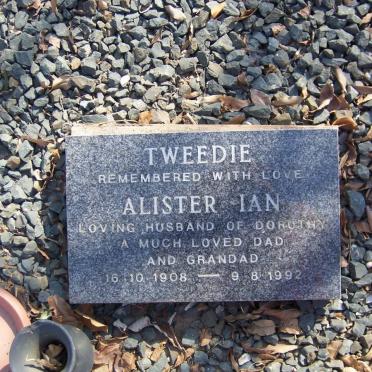 TWEEDIE
REMEMBERED WITH LOVE
ALISTER IAN
LOVING HUSBAND OF DOROTHY
A MUCH LOVED DAD
AND GRANDAD
16·10·1908 — 9·8·1992